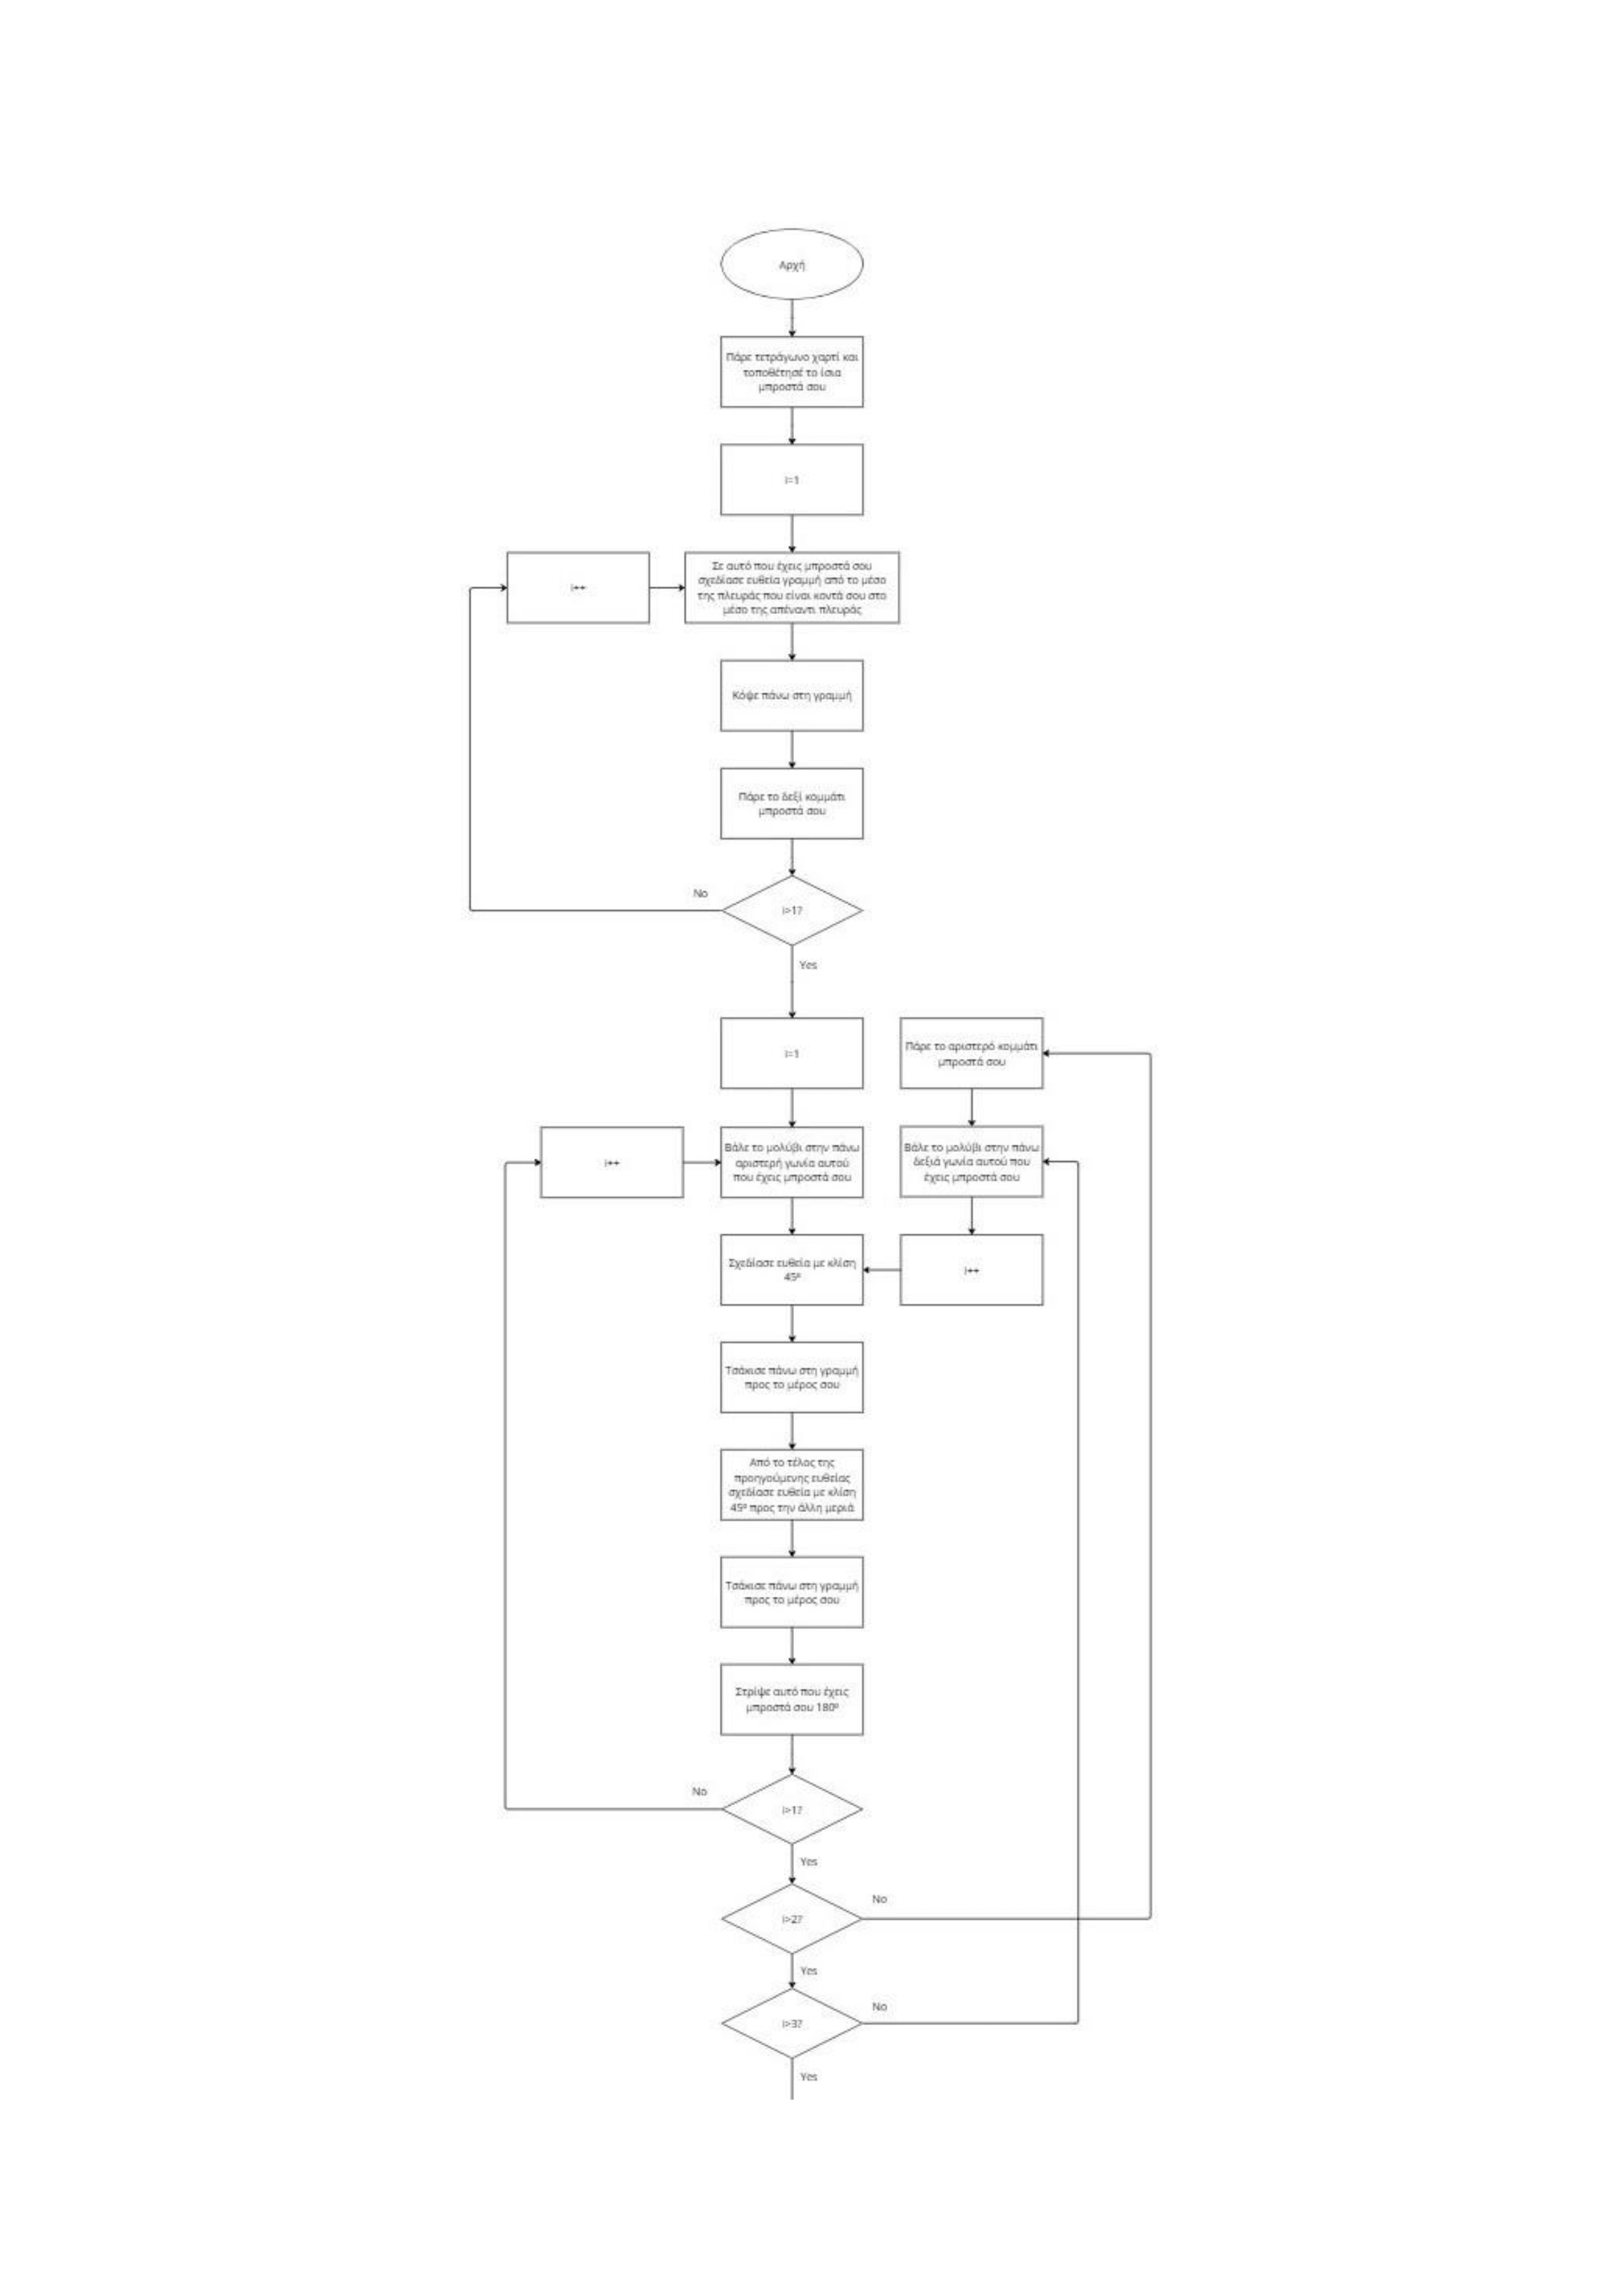 Αρχή
Πάρε τετράγωνο χαρτί και
τοποθέτησέ το ίσια
μπροστά σου
i=1
i++
Σε αυτό που έχεις μπροστά σου
σχεδίασε ευθεία γραμμή από το μέσο
της πλευράς που είναι κοντά σου στο
μέσο της απέναντι πλευράς
Κόψε πάνω στη γραμμή
Πάρε το δεξί κομμάτι
μπροστά σου
No
i>1?
Yes
i=1
Πάρε το αριστερό κομμάτι
μπροστά σου
i++
Βάλε το μολύβι στην πάνω
αριστερή γωνία αυτού
που έχεις μπροστά σου
Βάλε το μολύβι στην πάνω
δεξιά γωνία αυτού που
έχεις μπροστά σου
Σχεδίασε ευθεία με κλίση
45º
i++
Τσάκισε πάνω στη γραμμή
προς το μέρος σου
Από το τέλος της
προηγούμενης ευθείας
σχεδίασε ευθεία με κλίση
45º προς την άλλη μεριά
Τσάκισε πάνω στη γραμμή
προς το μέρος σου
Στρίψε αυτό που έχεις
μπροστά σου 180º
No
i>1?
Yes
No
i>2?
Yes
No
i>3?
Yes